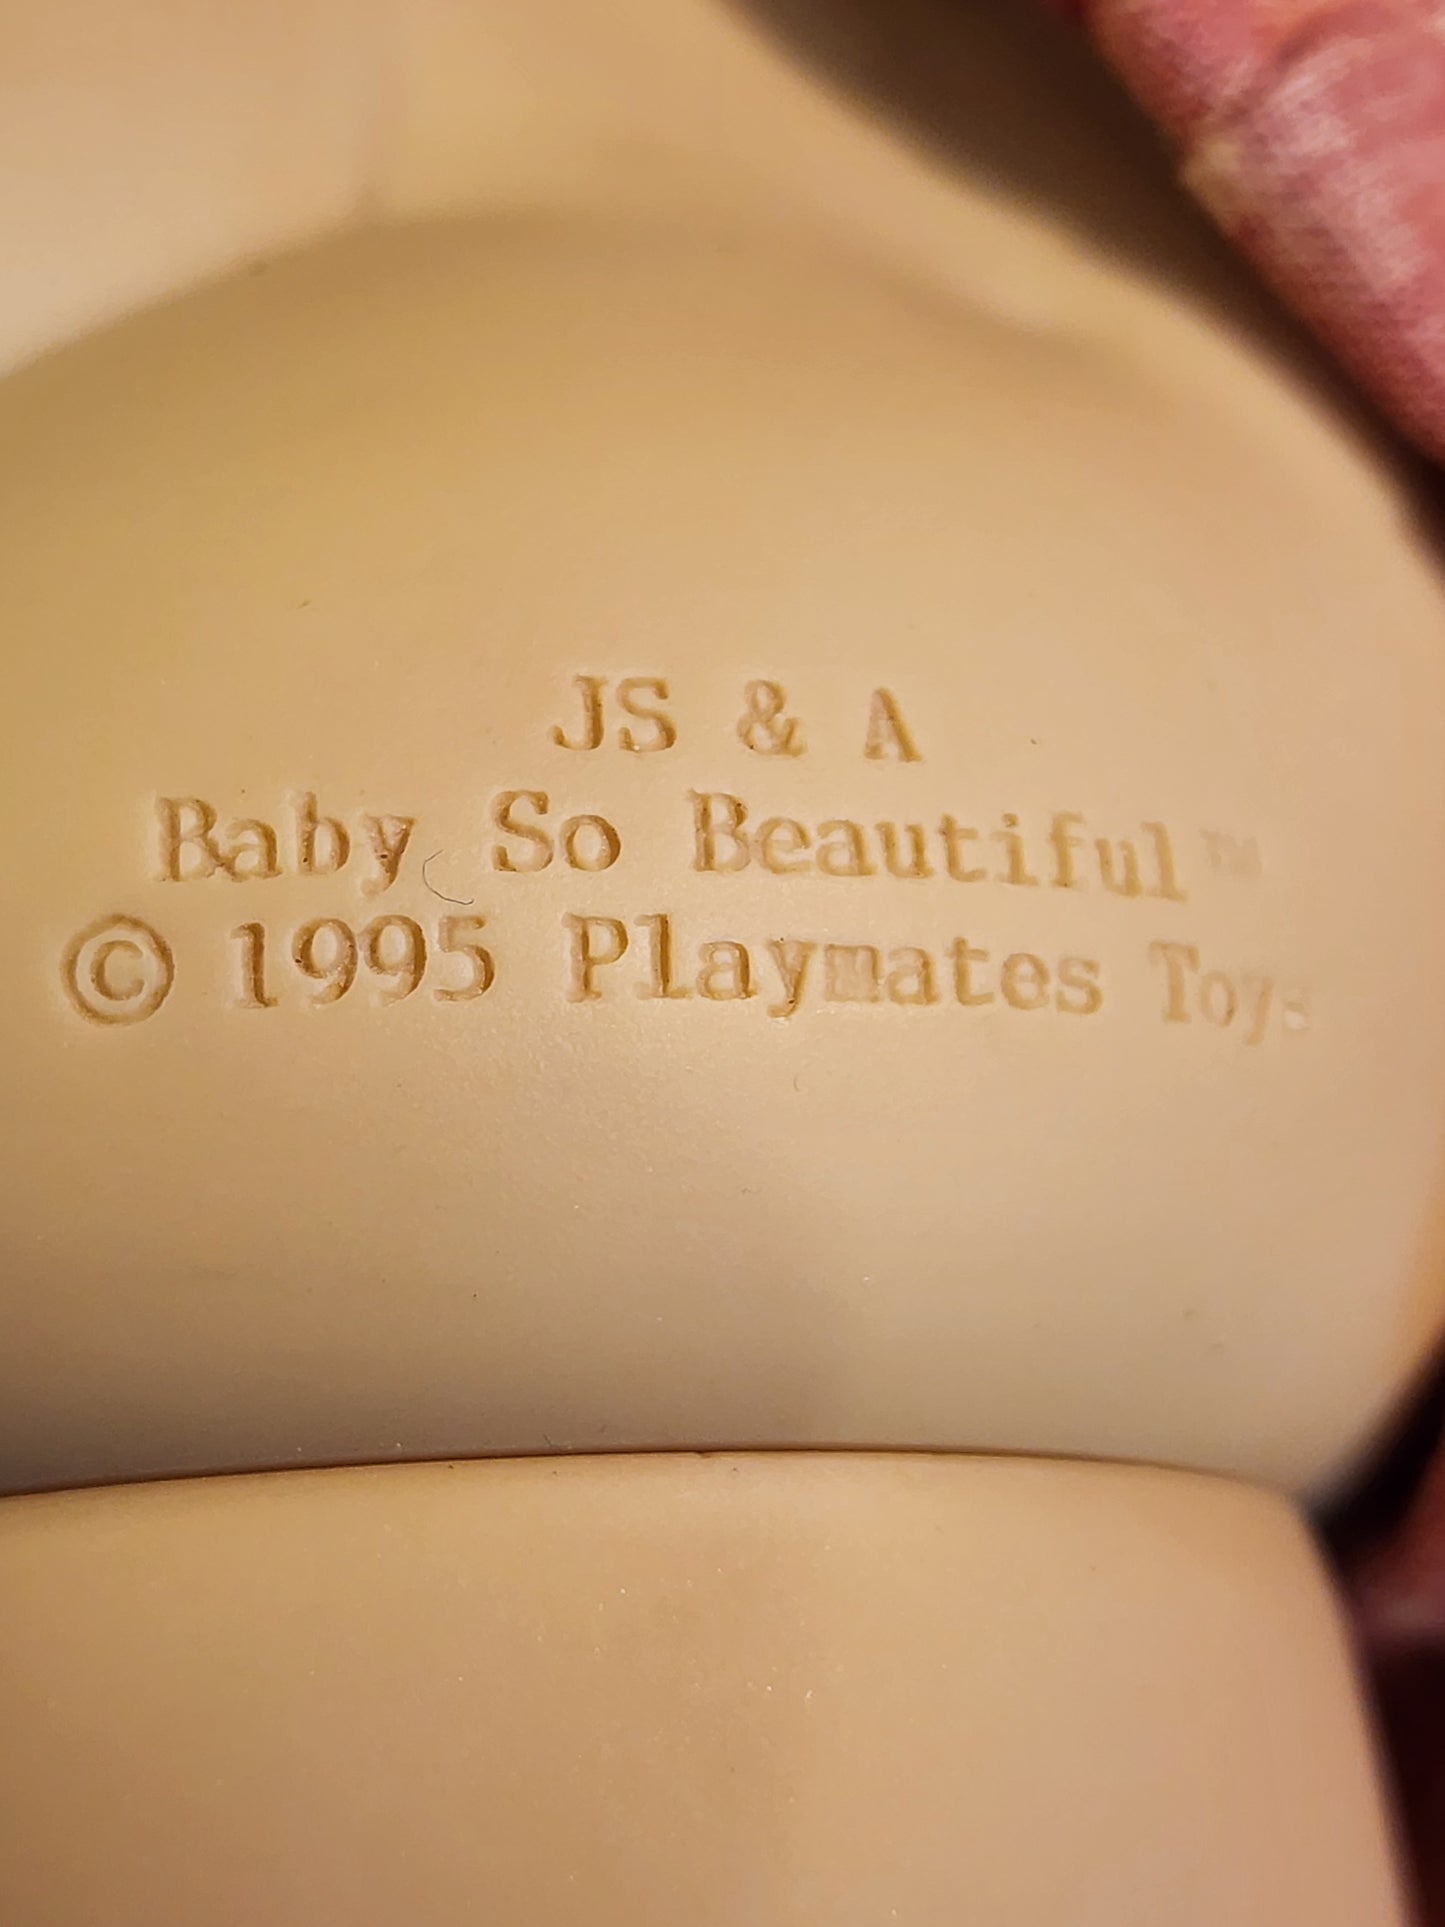 JS & A
Baby So Beautiful™
© 1995 Playmates Toys